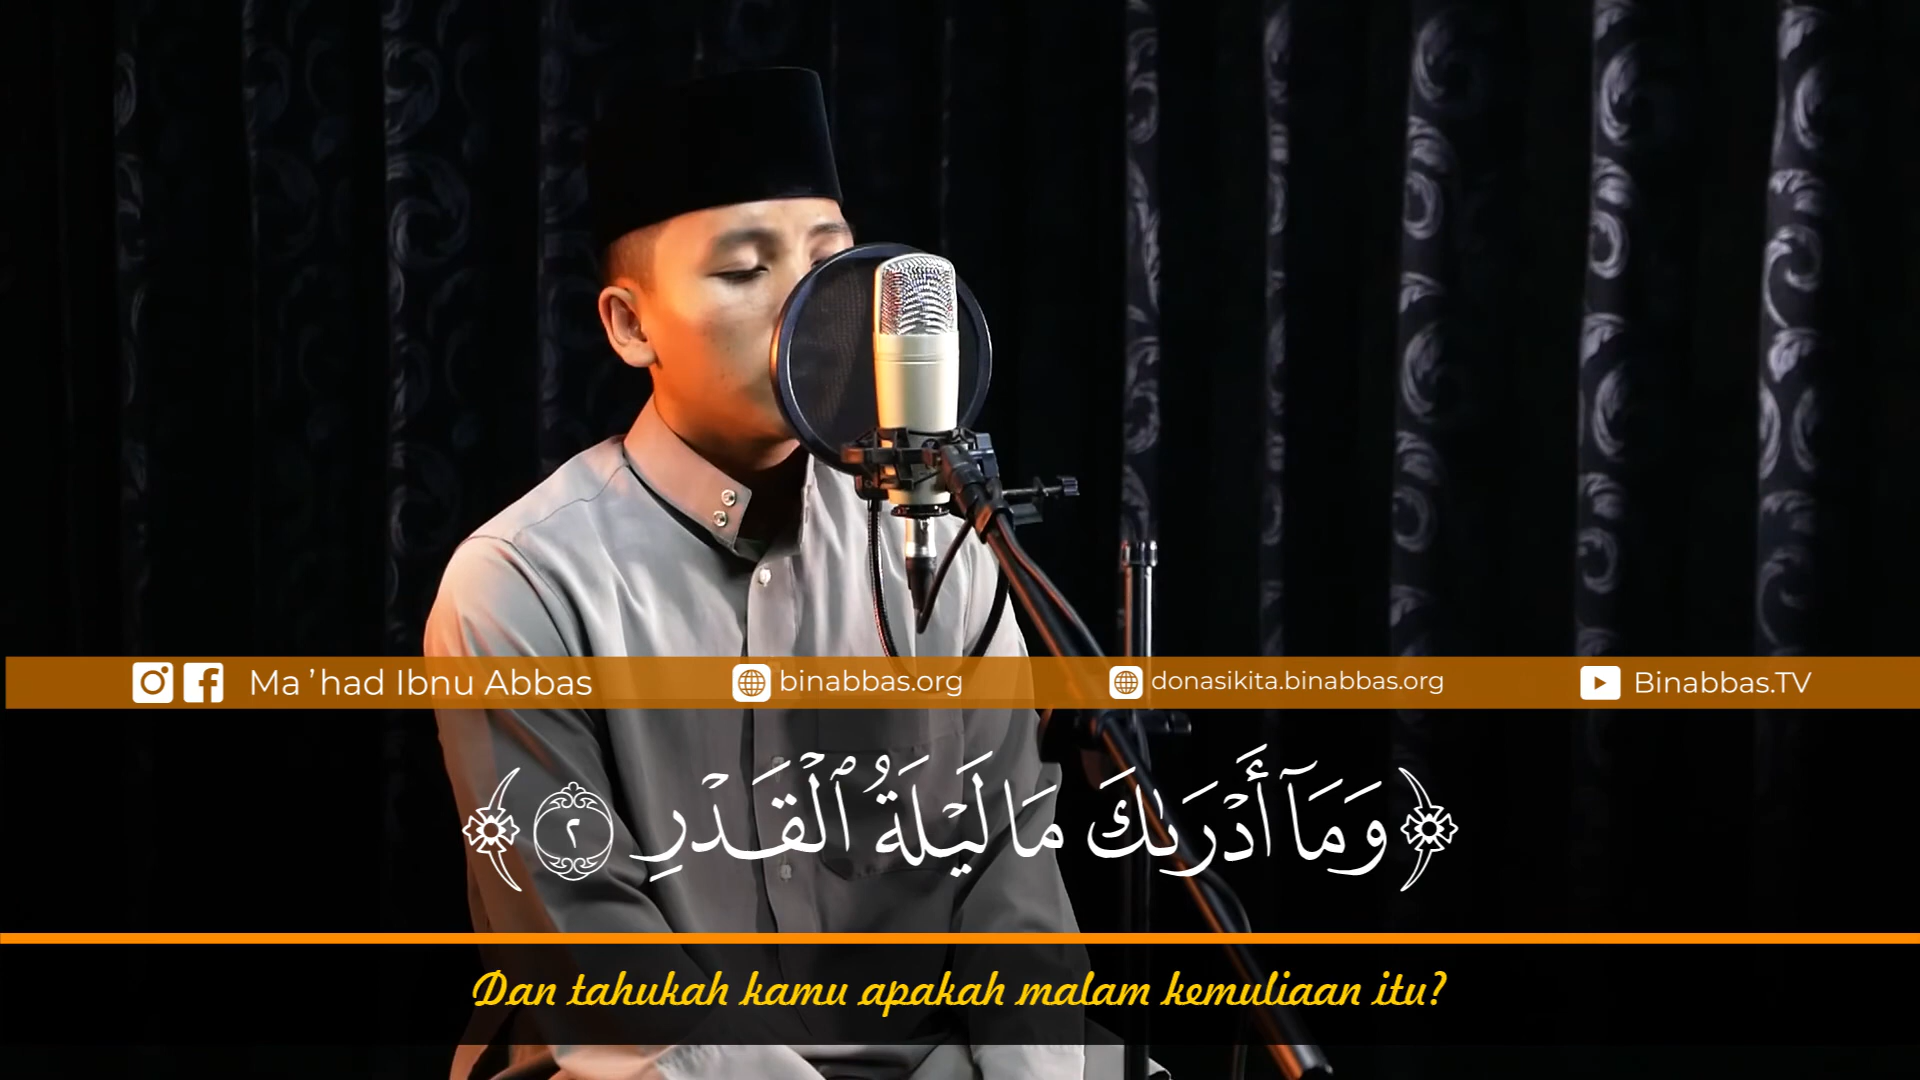 Ma'had Ibnu Abbas binabbas.org donasikita.binabbas.org Binabbas.TV
﴿وَمَآ أَدْرَىٰكَ مَا لَيْلَةُ ٱلْقَدْرِ ٢﴾
Dan tahukah kamu apakah malam kemuliaan itu?